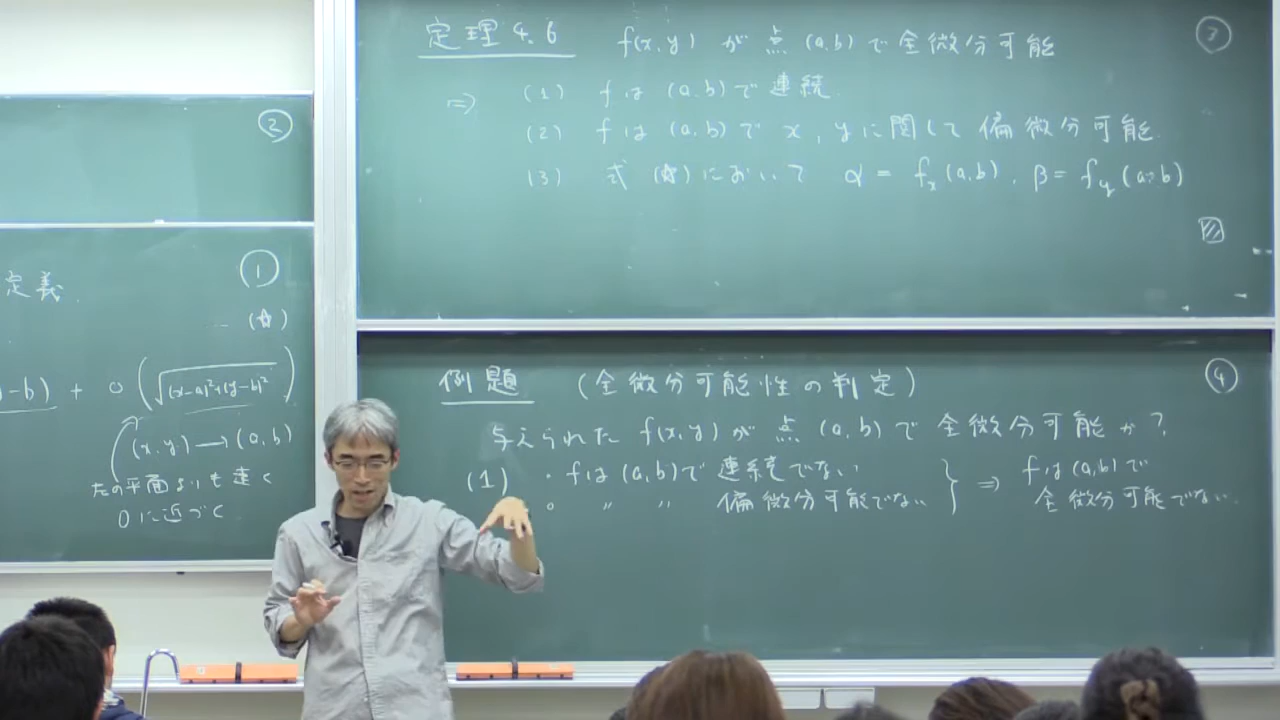 ②
①
定義.
… (☆)
-b) + o(√(x-a)²+(y-b)²)
(x,y) → (a,b)
左の平面よりも速く
0に近づく
定理4.6 f(x,y) が 点 (a,b) で全微分可能 ③
⇒ (1) f は (a,b) で 連続.
(2) f は (a,b) で x, y に関して 偏微分可能.
(3) 式 (☆) において α = f_x(a,b), β = f_y(a,b)
例題 (全微分可能性の判定) ④
与えられた f(x,y) が 点 (a,b) で 全微分可能か?
(1) ・ f は (a,b) で 連続でない } ⇒ f は (a,b) で
・ 〃 〃 偏微分可能でない 全微分可能でない.